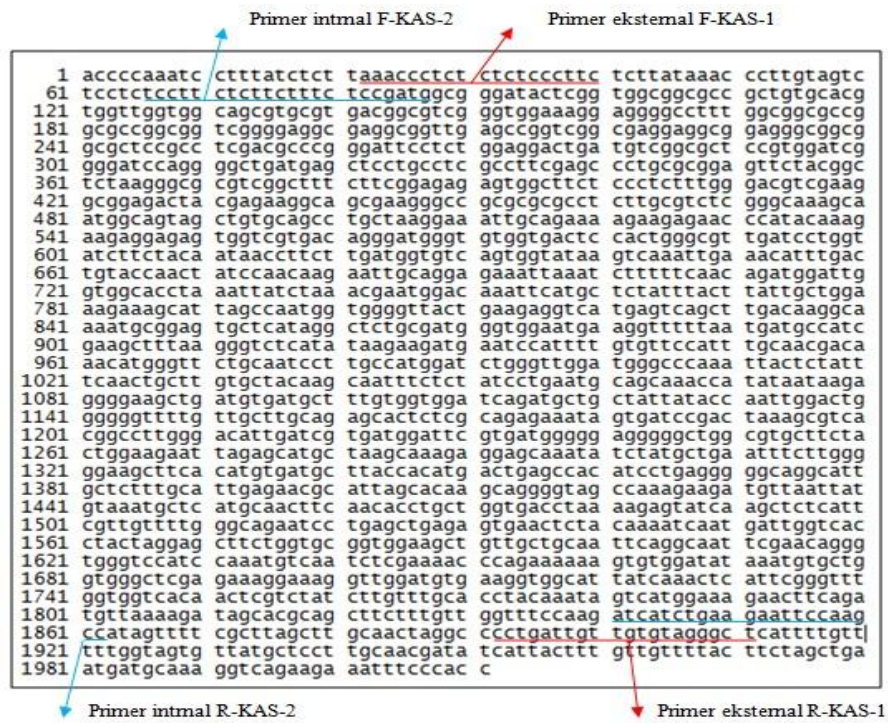 Primer intrnal F-KAS-2 Primer eksternal F-KAS-1
1 accccaaatc ctttatctct taaaccctct ctctcccttc tcttataaac ccttgtagtc
61 tcctctcctt ctcttctttc tccgatggcg ggatactcgg tggcggcgcc gctgtgcacg
121 tggttggtgg cagcgtgcgt gacggcgtcg ggtggaaagg aggggccttt ggcggcgccg
181 gcgccggcgg tcggggaggc gaggcggttg agccggtcgg cgaggaggcg gagggcggcg
241 gcgctccgcc tcgacgcccg ggattcctct ggaggactga tgtcggcgct ccgtggatcg
301 gggatccagg ggctgatgag ctcctgcctc gccttcgagc cctgcgcgga gttctacggc
361 tctaagggcg cgtcggcttt cttcggagag agtggcttct ccctctttgg gacgtcgaag
421 gcggagacta cgagaaggca gcgaagggcc gcgcgcgcct cttgcgtctc gggcaaagca
481 atggcagtag ctgtgcagcc tgctaaggaa attgcagaaa agaagagaac ccatacaaag
541 aagaggagag tggtcgtgac agggatgggt gtggtgactc cactgggcgt tgatcctggt
601 atcttctaca ataaccttct tgatggtgtc agtggtataa gtcaaattga aacatttgac
661 tgtaccaact atccaacaag aattgcagga gaaattaaat ctttttcaac agatggattg
721 gtggcaccta aattatctaa acgaatggac aaattcatgc tctatttact tattgctgga
781 aagaaagcat tagccaatgg tggggttact gaagaggtca tgagtcagct tgacaaggca
841 aaatgcggag tgctcatagg ctctgcgatg ggtggaatga aggtttttaa tgatgccatc
901 gaagctttaa gggtctcata taagaagatg aatccatttt gtgttccatt tgcaacgaca
961 aacatgggtt ctgcaatcct tgccatggat ctgggttgga tgggcccaaa ttactctatt
1021 tcaactgctt gtgctacaag caatttctct atcctgaatg cagcaaacca tataataaga
1081 ggggaagctg atgtgatgct ttgtggtgga tcagatgctg ctattatacc aattggactg
1141 gggggttttg ttgcttgcag agcactctcg cagagaaata gtgatccgac taaagcgtca
1201 cggccttggg acattgatcg tgatggattc gtgatggggg agggggctgg cgtgcttcta
1261 ctggaagaat tagagcatgc taagcaaaga ggagcaaata tctatgctga atttcttggg
1321 ggaagcttca catgtgatgc ttaccacatg actgagccac atcctgaggg ggcaggcatt
1381 gctctttgca ttgagaacgc attagcacaa gcaggggtag ccaaagaaga tgttaattat
1441 gtaaatgctc atgcaacttc aacacctgct ggtgacctaa aagagtatca agctctcatt
1501 cgttgttttg ggcagaatcc tgagctgaga gtgaactcta caaaatcaat gattggtcac
1561 ctactaggag cttctggtgc ggtggaagct gttgctgcaa ttcaggcaat tcgaacaggg
1621 tgggtccatc caaatgtcaa tctcgaaaac ccagaaaaaa gtgtggatat aaatgtgctg
1681 gtgggctcga gaaaggaaag gttggatgtg aaggtggcat tatcaaactc attcgggttt
1741 ggtggtcaca actcgtctat cttgtttgca cctacaaata gtcatggaaa gaacttcaga
1801 tgttaaaaga tagcacgcag cttctttgtt ggtttccaag atcatctgaa gaattccaag
1861 ccatagtttt cgcttagctt gcaactaggc ccctgattgt tgtgtagggct tcattttgtt
1921 tttggtagtg ttatgctcct tgcaacgata tcattacttt gttgttttac ttctagctga
1981 atgatgcaaa ggtcagaaga aatttcccac c
Primer intrnal R-KAS-2 Primer eksternal R-KAS-1